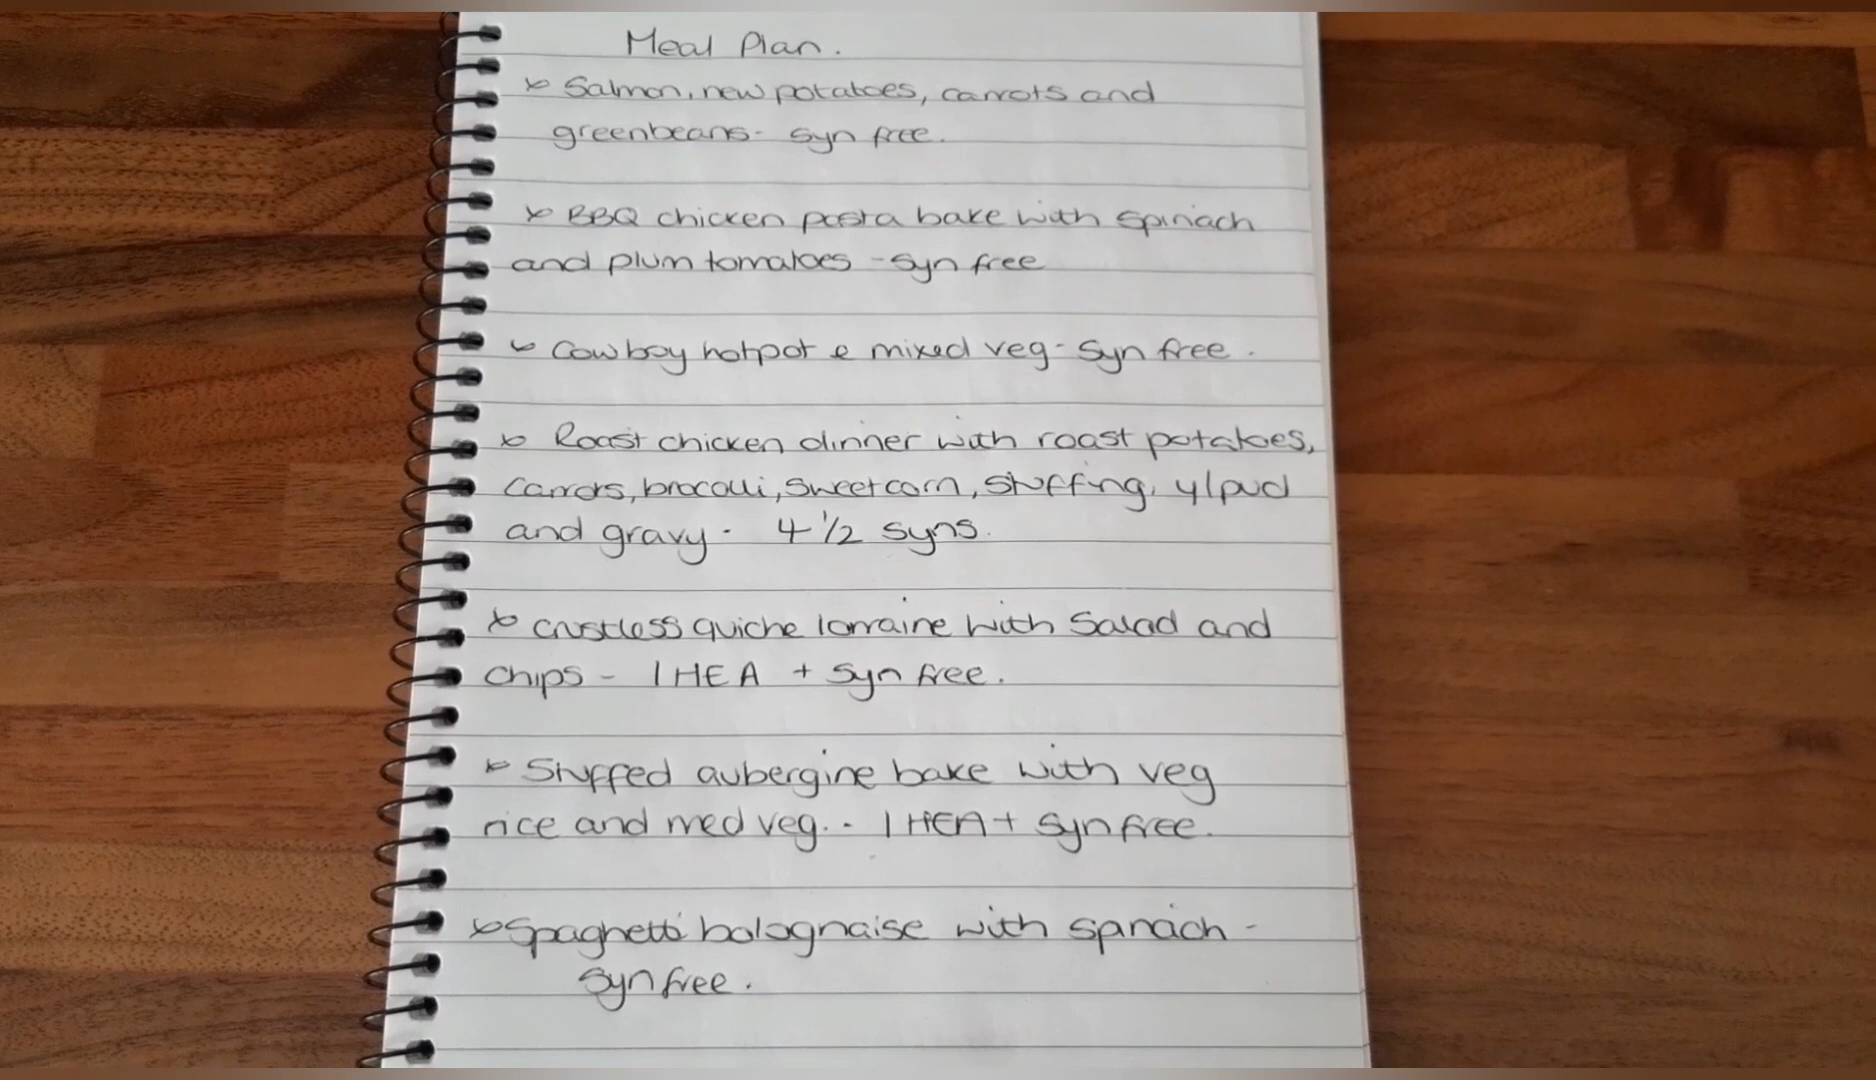 Meal Plan.
* Salmon, new potatoes, carrots and
greenbeans - syn free.
* BBQ chicken pasta bake with spinach
and plum tomatoes - syn free
* Cowboy hotpot & mixed veg - Syn free.
* Roast chicken dinner with roast potatoes,
carrots, brocolli, sweetcorn, stuffing, y/pud
and gravy - 4 1/2 syns.
* crustless quiche lorraine with Salad and
chips - 1 HEA + Syn free.
* Stuffed aubergine bake with veg
rice and med veg. - 1 HEA + Syn free.
* Spaghetti bolognaise with spinach -
Syn free.